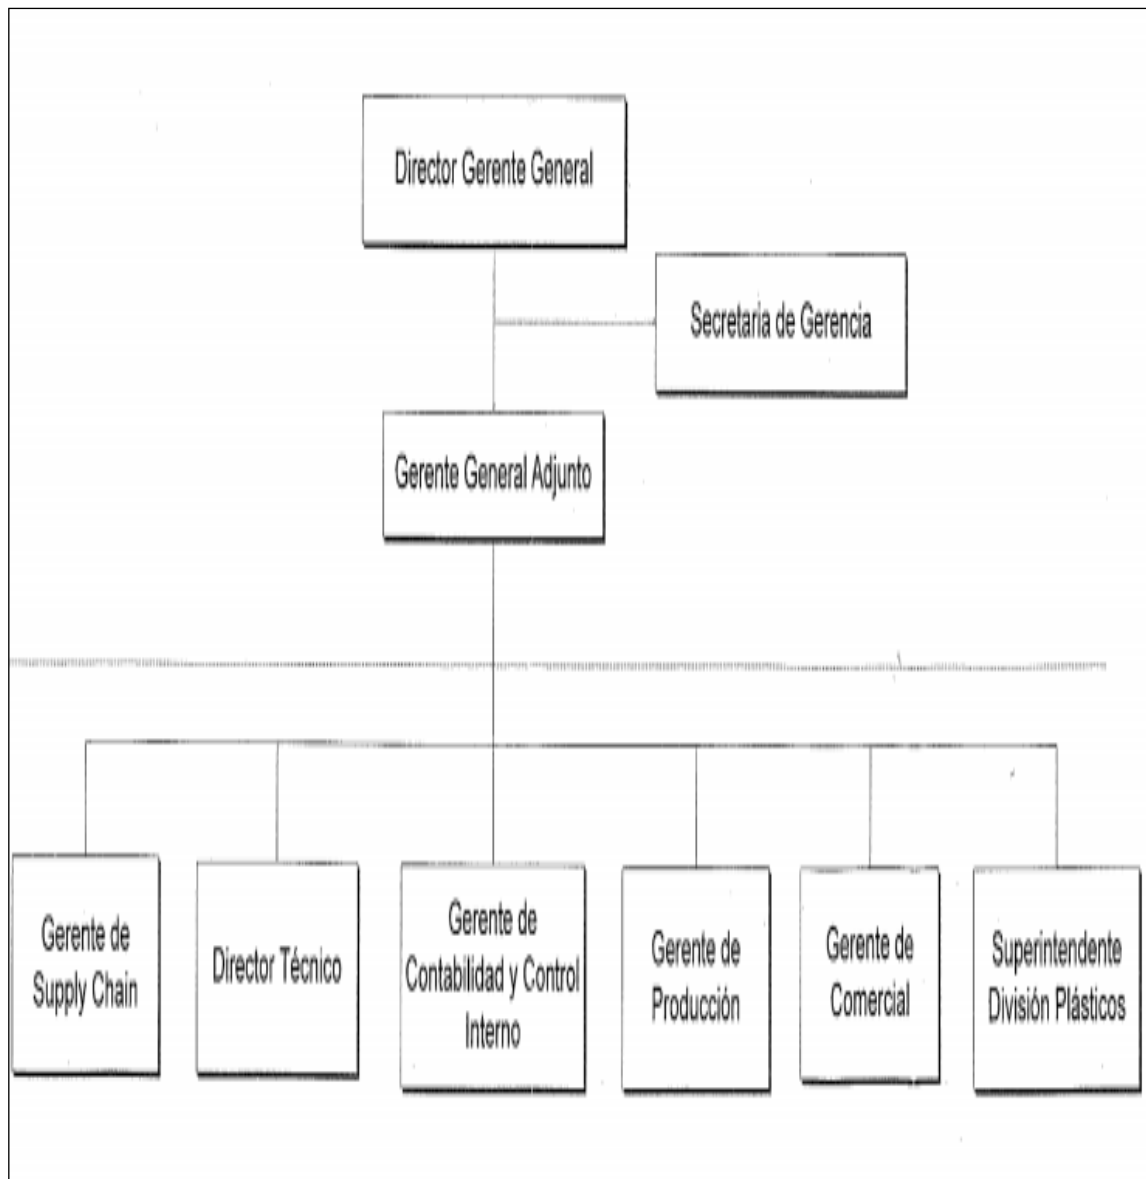 Director Gerente General
Secretaria de Gerencia
Gerente General Adjunto
Gerente de
Supply Chain
Director Técnico
Gerente de
Contabilidad y Control
Interno
Gerente de
Producción
Gerente de
Comercial
Superintendente
División Plásticos